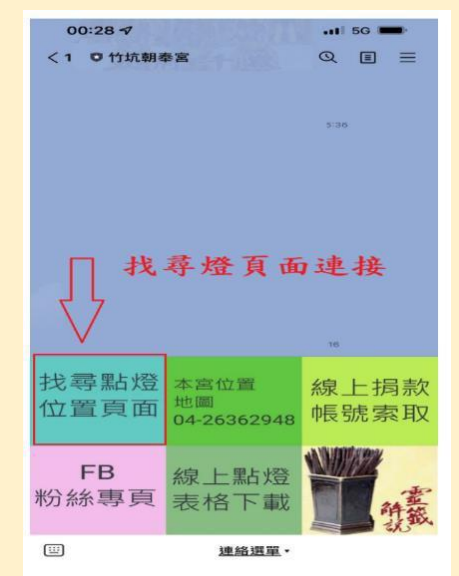 00:28
5G
<1 竹坑朝奉宮
5:36
找尋燈頁面連接
16
找尋點燈
位置頁面
本宮位置
地圖
04-26362948
線上捐款
帳號索取
FB
粉絲專頁
線上點燈
表格下載
靈籤
解說
連絡選單